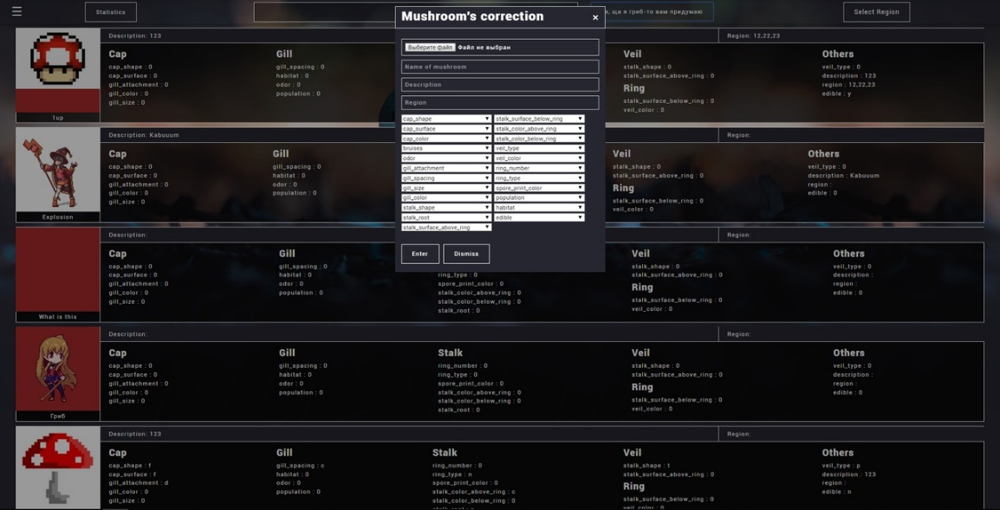 Statistics
ща я гриб-то вам придумаю
Select Region
Mushroom's correction
×
Выберите файл Файл не выбран
Name of mushroom
Description
Region
cap_shape
stalk_surface_below_ring
cap_surface
stalk_color_above_ring
cap_color
stalk_color_below_ring
bruises
veil_type
odor
veil_color
gill_attachment
ring_number
gill_spacing
ring_type
gill_size
spore_print_color
gill_color
population
stalk_shape
habitat
stalk_root
edible
stalk_surface_above_ring
Enter
Dismiss
1up
Description: 123
Region: 12,22,23
Cap
cap_shape : 0
cap_surface : 0
gill_attachment : 0
gill_color : 0
gill_size : 0
Gill
gill_spacing : 0
habitat : 0
odor : 0
population : 0
Veil
stalk_shape : 0
stalk_surface_above_ring : 0
Ring
stalk_surface_below_ring : 0
veil_color : 0
Others
veil_type : 0
description : 123
region : 12,22,23
edible : y
Explosion
Description: Kabuuum
Region:
Cap
cap_shape : 0
cap_surface : 0
gill_attachment : 0
gill_color : 0
gill_size : 0
Gill
gill_spacing : 0
habitat : 0
odor : 0
population : 0
Veil
stalk_shape : 0
stalk_surface_above_ring : 0
Ring
stalk_surface_below_ring : 0
veil_color : 0
Others
veil_type : 0
description : Kabuuum
region :
edible : 0
What is this
Description:
Region:
Cap
cap_shape : 0
cap_surface : 0
gill_attachment : 0
gill_color : 0
gill_size : 0
Gill
gill_spacing : 0
habitat : 0
odor : 0
population : 0
ring_type : 0
spore_print_color : 0
stalk_color_above_ring : 0
stalk_color_below_ring : 0
stalk_root : 0
Veil
stalk_shape : 0
stalk_surface_above_ring : 0
Ring
stalk_surface_below_ring : 0
veil_color : 0
Others
veil_type : 0
description :
region :
edible : 0
Гриб
Description:
Region:
Cap
cap_shape : 0
cap_surface : 0
gill_attachment : 0
gill_color : 0
gill_size : 0
Gill
gill_spacing : 0
habitat : 0
odor : 0
population : 0
Stalk
ring_number : 0
ring_type : 0
spore_print_color : 0
stalk_color_above_ring : 0
stalk_color_below_ring : 0
stalk_root : 0
Veil
stalk_shape : 0
stalk_surface_above_ring : 0
Ring
stalk_surface_below_ring : 0
veil_color : 0
Others
veil_type : 0
description :
region :
edible : 0
Description: 123
Region:
Cap
cap_shape : f
cap_surface : f
gill_attachment : d
gill_color : 0
gill_size : 0
Gill
gill_spacing : c
habitat : 0
odor : 0
population : 0
Stalk
ring_number : 0
ring_type : n
spore_print_color : 0
stalk_color_above_ring : c
stalk_color_below_ring : 0
Veil
stalk_shape : t
stalk_surface_above_ring : 0
Ring
stalk_surface_below_ring : 0
veil_color : 0
Others
veil_type : p
description : 123
region :
edible : n